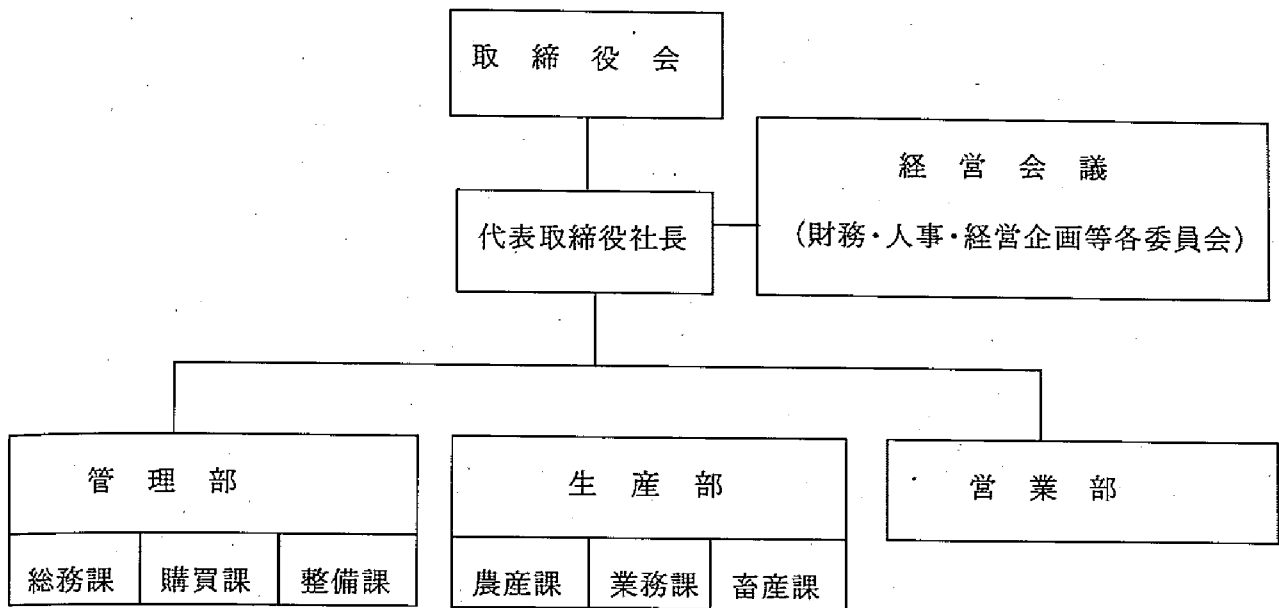 取締役会
経営会議
代表取締役社長
(財務・人事・経営企画等各委員会)
管理部
生産部
営業部
総務課 購買課 整備課
農産課 業務課 畜産課